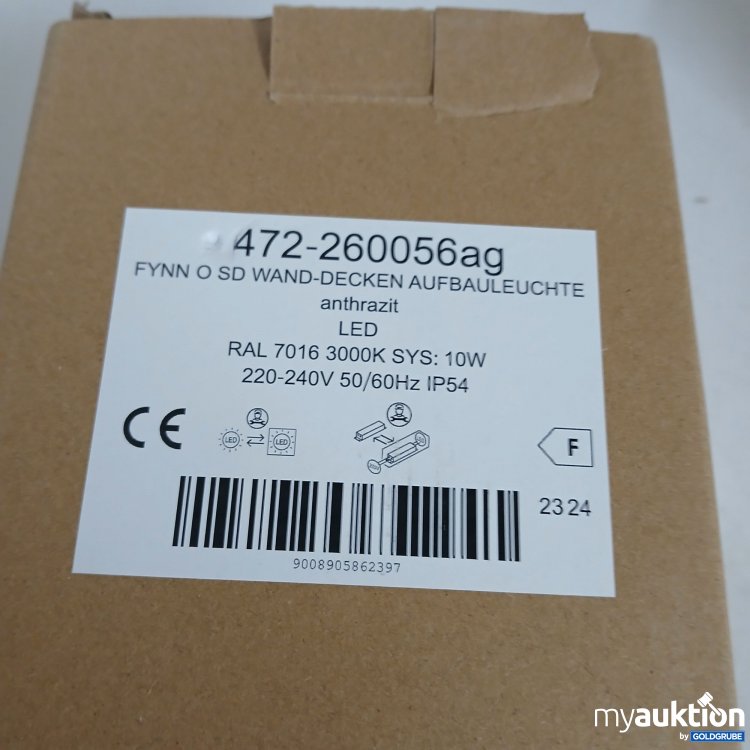 472-260056ag
FYNN O SD WAND-DECKEN AUFBAULEUCHTE
anthrazit
LED
RAL 7016 3000K SYS: 10W
220-240V 50/60Hz IP54
CE
LED LED
F
23 24
9008905862397
myauktion
by GOLDGRUBE